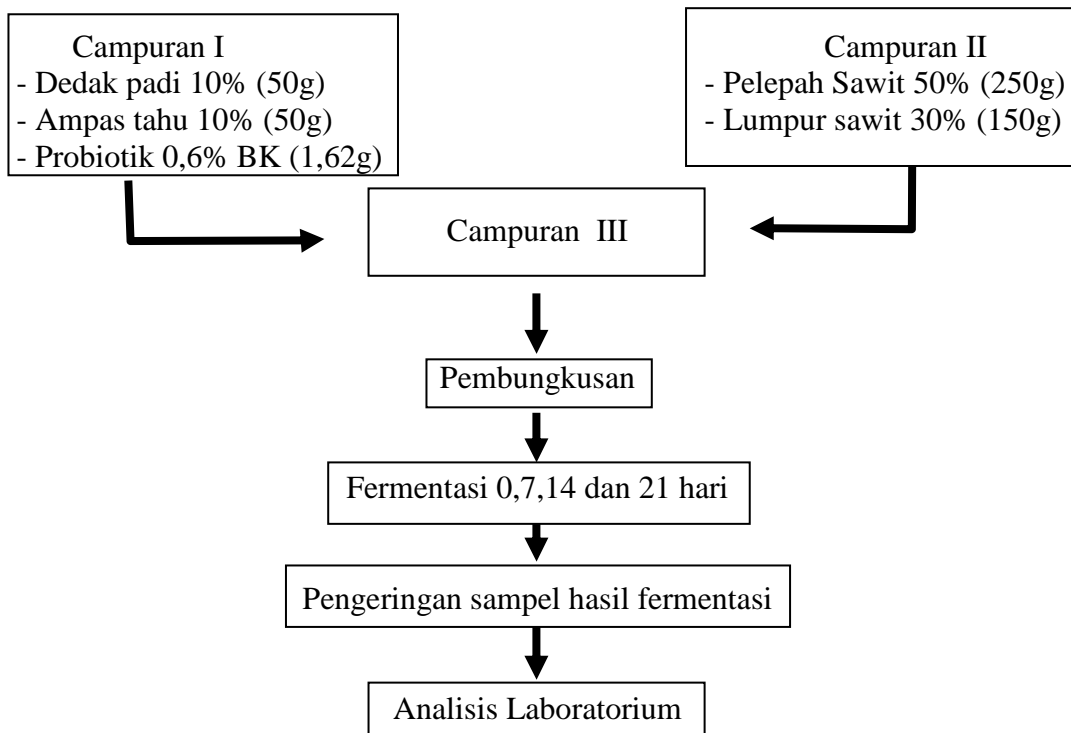 Campuran I
- Dedak padi 10% (50g)
- Ampas tahu 10% (50g)
- Probiotik 0,6% BK (1,62g)
Campuran II
- Pelepah Sawit 50% (250g)
- Lumpur sawit 30% (150g)
Campuran III
Pembungkusan
Fermentasi 0,7,14 dan 21 hari
Pengeringan sampel hasil fermentasi
Analisis Laboratorium